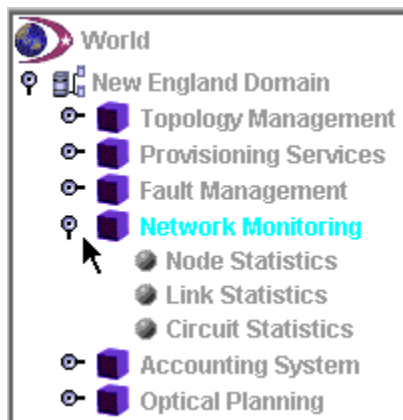 World
New England Domain
Topology Management
Provisioning Services
Fault Management
Network Monitoring
Node Statistics
Link Statistics
Circuit Statistics
Accounting System
Optical Planning